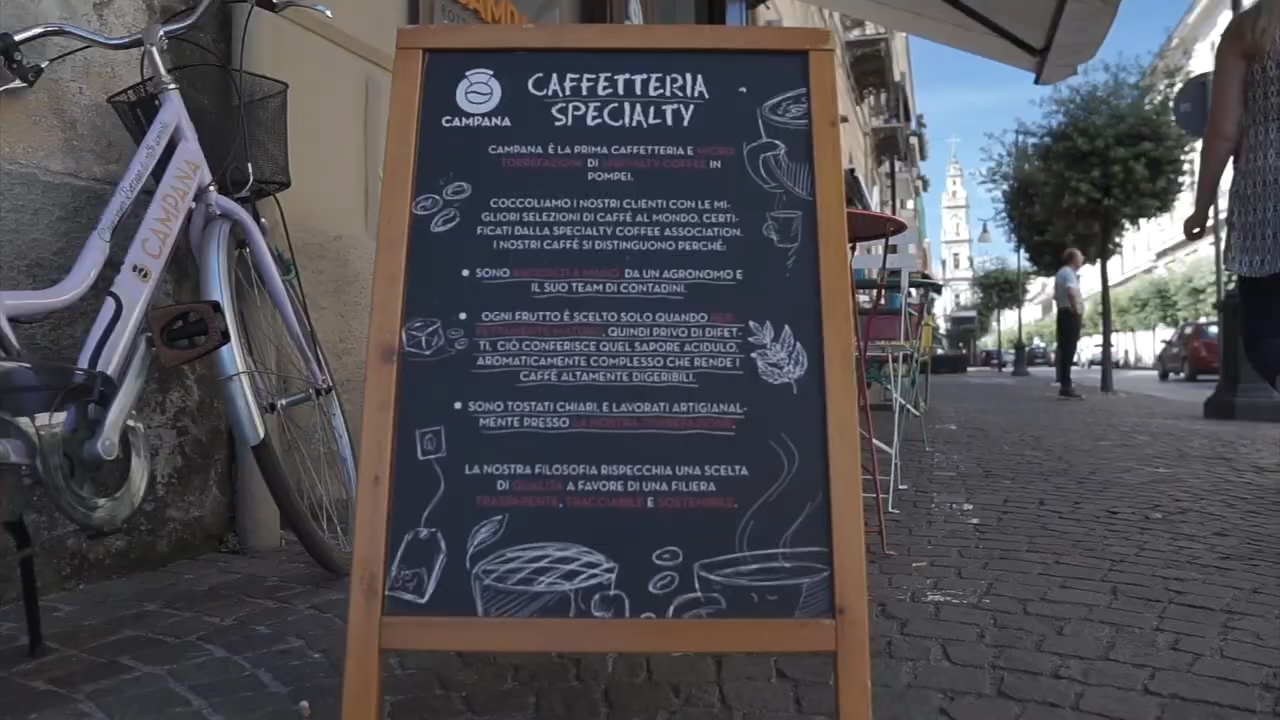 CAMPANA
CAFFETTERIA
SPECIALTY
CAMPANA
CAMPANA È LA PRIMA CAFFETTERIA E MICRO
TORREFAZIONE DI SPECIALTY COFFEE IN
POMPEI.
COCCOLIAMO I NOSTRI CLIENTI CON LE MI-
GLIORI SELEZIONI DI CAFFÉ AL MONDO, CERTI-
FICATI DALLA SPECIALTY COFFEE ASSOCIATION.
I NOSTRI CAFFÈ SI DISTINGUONO PERCHÉ:
SONO RACCOLTI A MANO DA UN AGRONOMO E
IL SUO TEAM DI CONTADINI.
OGNI FRUTTO È SCELTO SOLO QUANDO PER-
FETTAMENTE MATURO, QUINDI PRIVO DI DIFET-
TI. CIÒ CONFERISCE QUEL SAPORE ACIDULO,
AROMATICAMENTE COMPLESSO CHE RENDE I
CAFFÈ ALTAMENTE DIGERIBILI.
SONO TOSTATI CHIARI, E LAVORATI ARTIGIANAL-
MENTE PRESSO LA NOSTRA TORREFAZIONE.
LA NOSTRA FILOSOFIA RISPECCHIA UNA SCELTA
DI QUALITÀ A FAVORE DI UNA FILIERA
TRASPARENTE, TRACCIABILE E SOSTENIBILE.